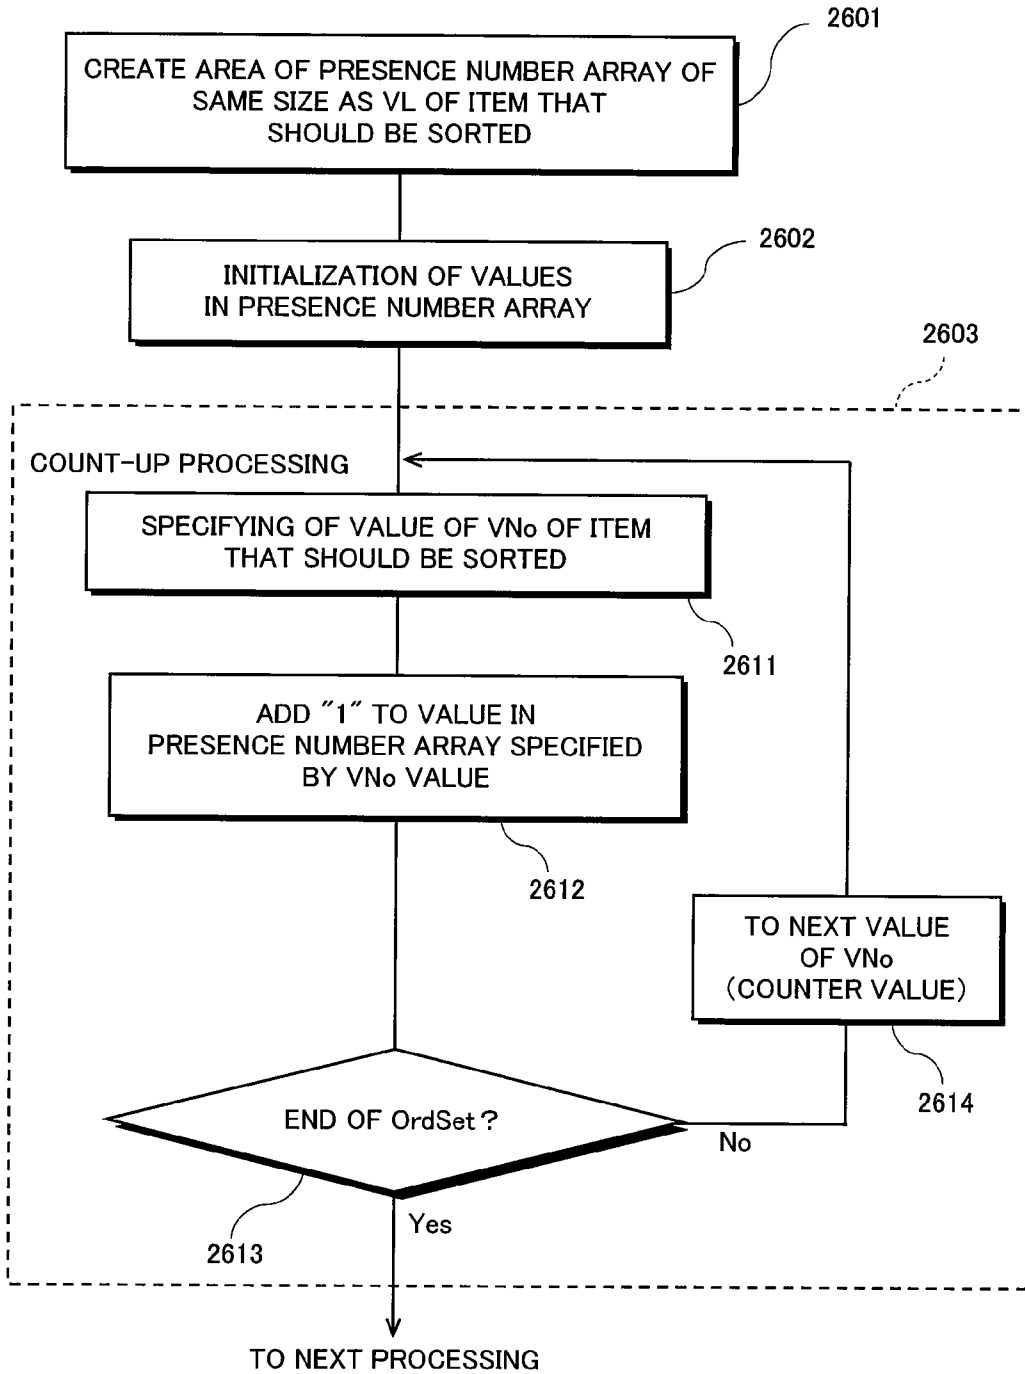 2601
CREATE AREA OF PRESENCE NUMBER ARRAY OF
SAME SIZE AS VL OF ITEM THAT
SHOULD BE SORTED
2602
INITIALIZATION OF VALUES
IN PRESENCE NUMBER ARRAY
2603
COUNT-UP PROCESSING
SPECIFYING OF VALUE OF VNo OF ITEM
THAT SHOULD BE SORTED
2611
ADD "1" TO VALUE IN
PRESENCE NUMBER ARRAY SPECIFIED
BY VNo VALUE
2612
TO NEXT VALUE
OF VNo
(COUNTER VALUE)
2614
END OF OrdSet?
No
Yes
2613
TO NEXT PROCESSING